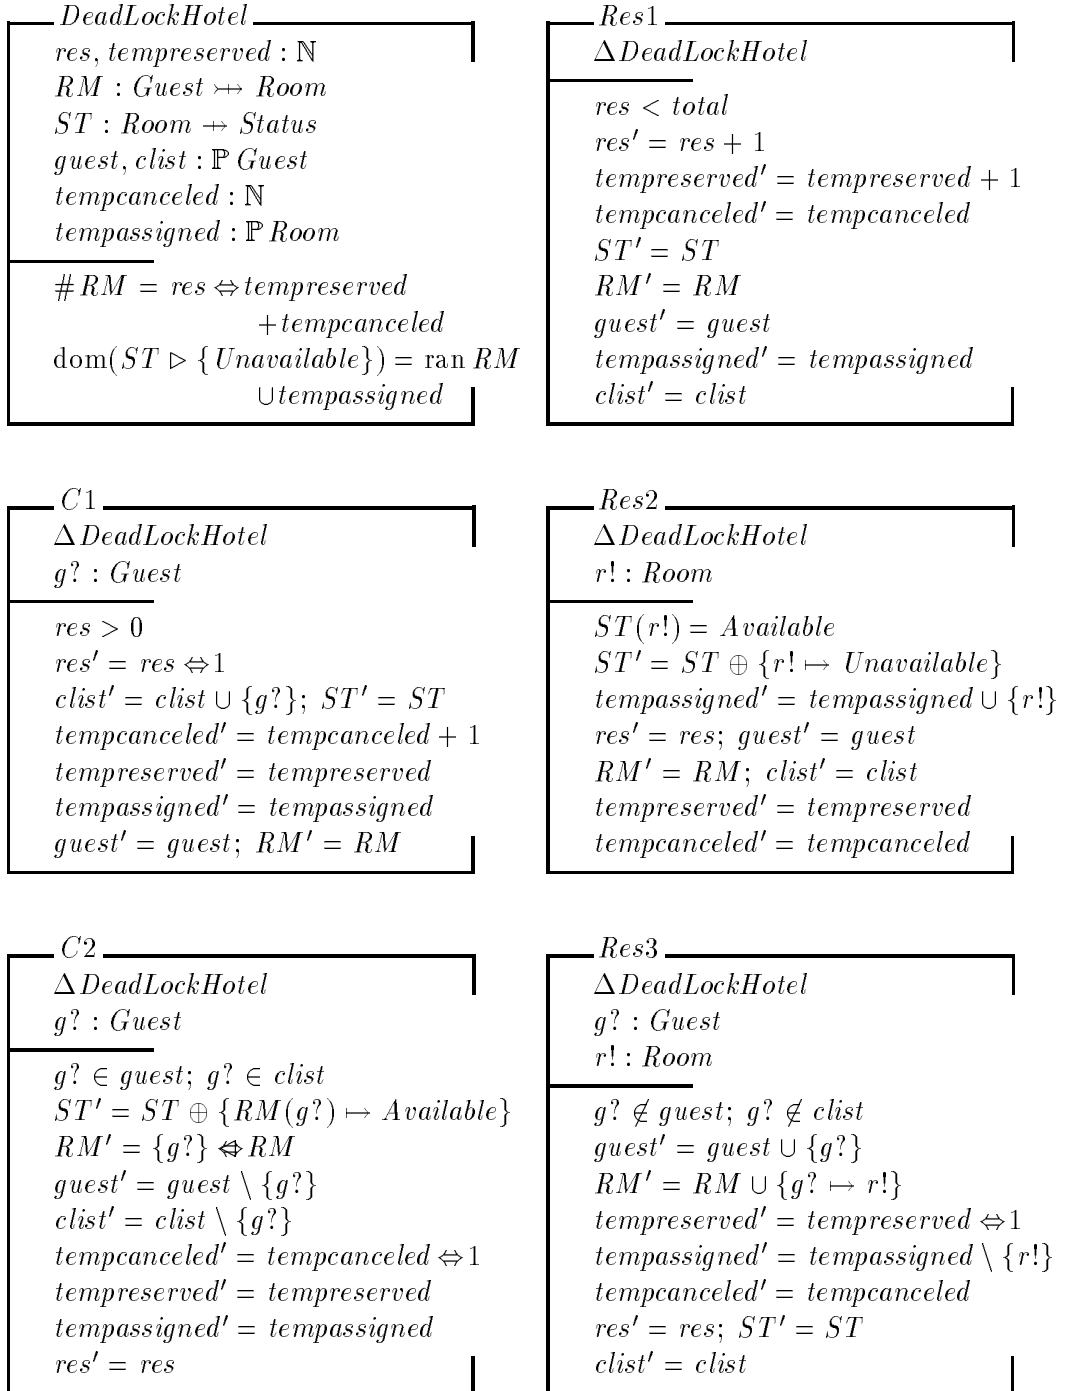 DeadLockHotel
res, tempreserved : ℕ
RM : Guest ⤔ Room
ST : Room ⇸ Status
guest, clist : ℙ Guest
tempcanceled : ℕ
tempassigned : ℙ Room
#RM = res ⇔ tempreserved
+tempcanceled
dom(ST ▷ {Unavailable}) = ran RM
∪tempassigned
Res1
ΔDeadLockHotel
res < total
res′ = res + 1
tempreserved′ = tempreserved + 1
tempcanceled′ = tempcanceled
ST′ = ST
RM′ = RM
guest′ = guest
tempassigned′ = tempassigned
clist′ = clist
C1
ΔDeadLockHotel
g? : Guest
res > 0
res′ = res ⇔1
clist′ = clist ∪ {g?}; ST′ = ST
tempcanceled′ = tempcanceled + 1
tempreserved′ = tempreserved
tempassigned′ = tempassigned
guest′ = guest; RM′ = RM
Res2
ΔDeadLockHotel
r! : Room
ST(r!) = Available
ST′ = ST ⊕ {r! ↦ Unavailable}
tempassigned′ = tempassigned ∪ {r!}
res′ = res; guest′ = guest
RM′ = RM; clist′ = clist
tempreserved′ = tempreserved
tempcanceled′ = tempcanceled
C2
ΔDeadLockHotel
g? : Guest
g? ∈ guest; g? ∈ clist
ST′ = ST ⊕ {RM(g?) ↦ Available}
RM′ = {g?} ⩤ RM
guest′ = guest \ {g?}
clist′ = clist \ {g?}
tempcanceled′ = tempcanceled ⇔1
tempreserved′ = tempreserved
tempassigned′ = tempassigned
res′ = res
Res3
ΔDeadLockHotel
g? : Guest
r! : Room
g? ∉ guest; g? ∉ clist
guest′ = guest ∪ {g?}
RM′ = RM ∪ {g? ↦ r!}
tempreserved′ = tempreserved ⇔1
tempassigned′ = tempassigned \ {r!}
tempcanceled′ = tempcanceled
res′ = res; ST′ = ST
clist′ = clist